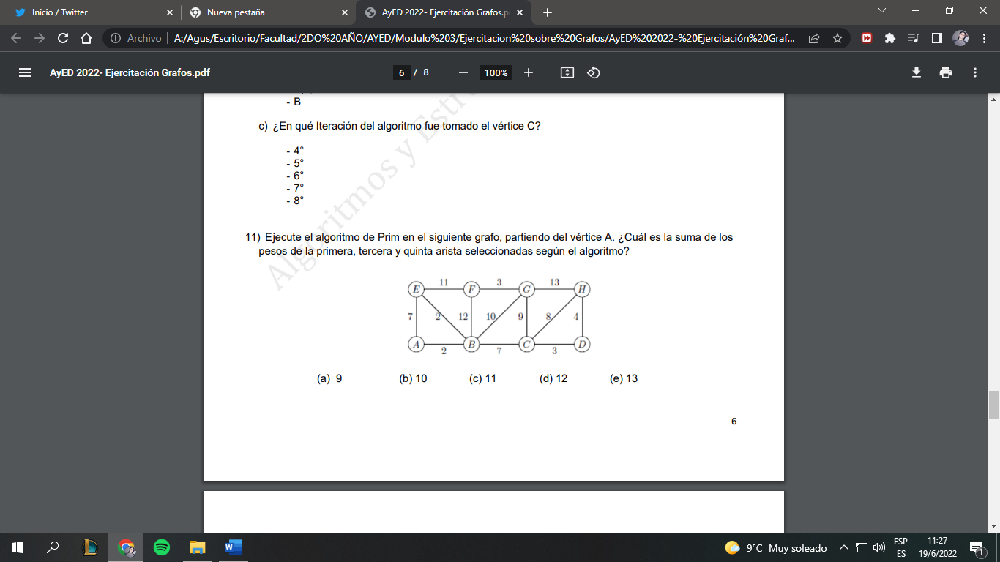 Inicio / Twitter
Nueva pestaña
AyED 2022- Ejercitación Grafos.p
Archivo
A:/Agus/Escritorio/Facultad/2DO%20AÑO/AYED/Modulo%203/Ejercitacion%20sobre%20Grafos/AyED%202022-%20Ejercitación%20Graf...
AyED 2022- Ejercitación Grafos.pdf
6 / 8
100%
- B
c) ¿En qué Iteración del algoritmo fue tomado el vértice C?
- 4°
- 5°
- 6°
- 7°
- 8°
Algoritmos y Estr
11) Ejecute el algoritmo de Prim en el siguiente grafo, partiendo del vértice A. ¿Cuál es la suma de los
pesos de la primera, tercera y quinta arista seleccionadas según el algoritmo?
11 3 13
E F G H
7 2 12 10 9 8 4
A B C D
2 7 3
(a) 9 (b) 10 (c) 11 (d) 12 (e) 13
6
9°C Muy soleado
ESP
ES
11:27
19/6/2022
1